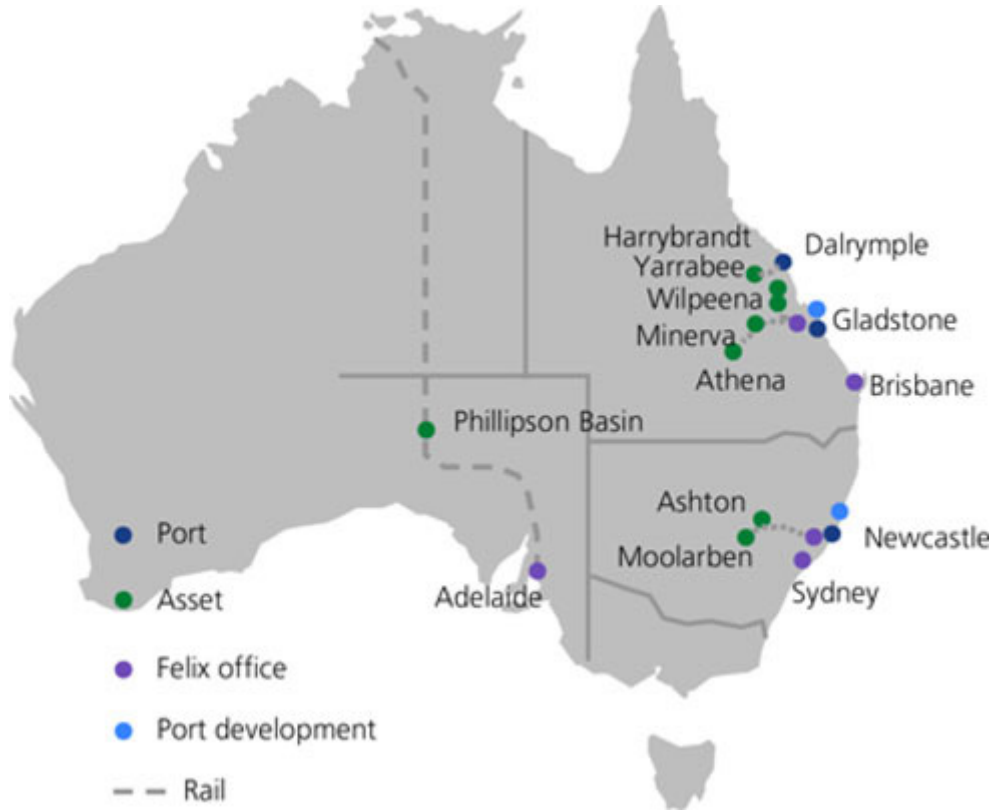 Harrybrandt
Dalrymple
Yarrabee
Wilpeena
Gladstone
Minerva
Athena
Brisbane
Phillipson Basin
Ashton
Newcastle
Moolarben
Sydney
Adelaide
Port
Asset
Felix office
Port development
Rail